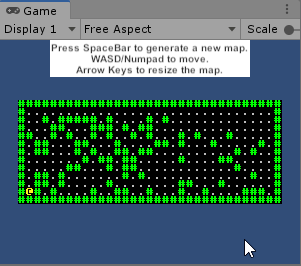 Game
Display 1 Free Aspect Scale
Press SpaceBar to generate a new map.
WASD/Numpad to move.
Arrow Keys to resize the map.